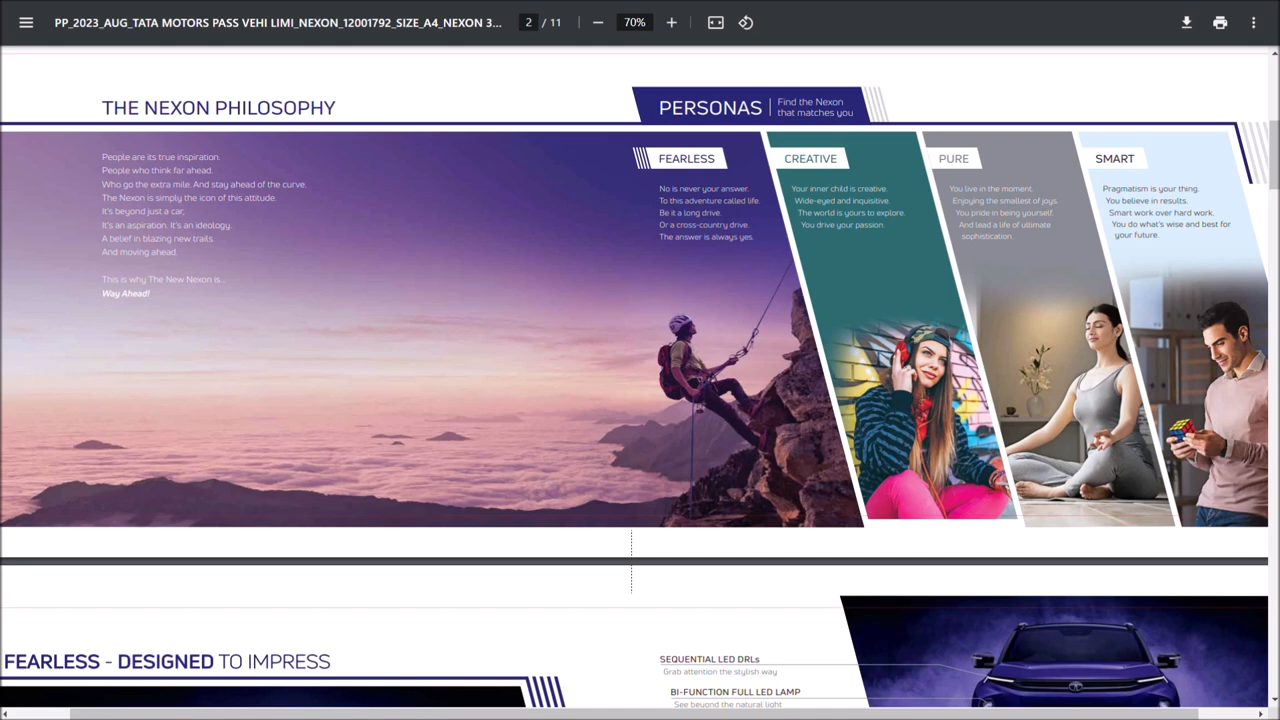 PP_2023_AUG_TATA MOTORS PASS VEHI LIMI_NEXON_12001792_SIZE_A4_NEXON 3...
2 / 11
70%
THE NEXON PHILOSOPHY
People are its true inspiration.
People who think far ahead.
Who go the extra mile. And stay ahead of the curve.
The Nexon is simply the icon of this attitude.
It's beyond just a car,
It's an aspiration. It's an ideology.
A belief in blazing new trails.
And moving ahead.
This is why The New Nexon is...
Way Ahead!
PERSONAS
Find the Nexon
that matches you
FEARLESS
No is never your answer.
To this adventure called life.
Be it a long drive.
Or a cross-country drive.
The answer is always yes.
CREATIVE
Your inner child is creative.
Wide-eyed and inquisitive.
The world is yours to explore.
You drive your passion.
PURE
You live in the moment.
Enjoying the smallest of joys.
You pride in being yourself.
And lead a life of ultimate
sophistication.
SMART
Pragmatism is your thing.
You believe in results.
Smart work over hard work.
You do what's wise and best for
your future.
FEARLESS - DESIGNED TO IMPRESS
SEQUENTIAL LED DRLs
Grab attention the stylish way
BI-FUNCTION FULL LED LAMP
See beyond the natural light